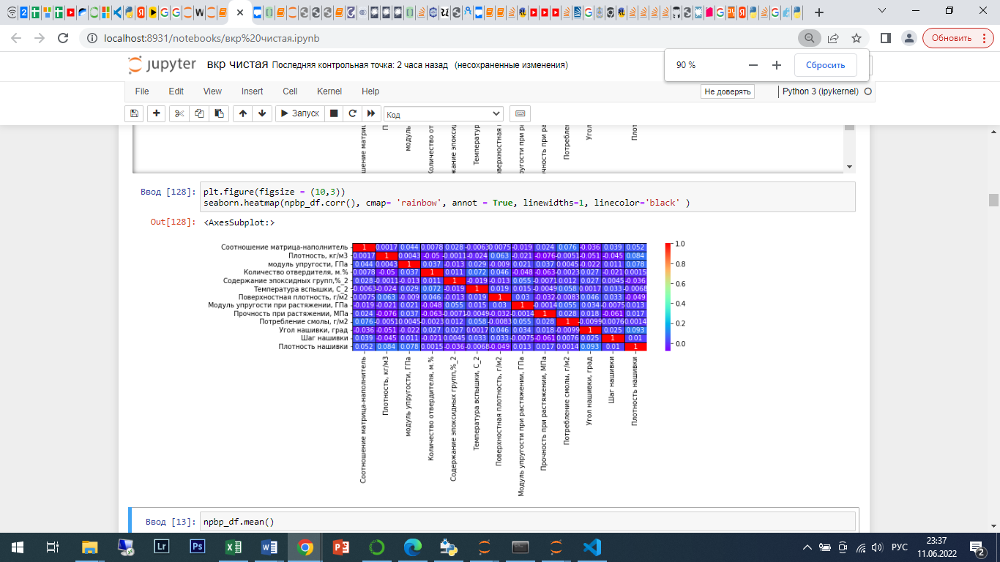 localhost:8931/notebooks/вкр%20чистая.ipynb
Обновить
jupyter вкр чистая Последняя контрольная точка: 2 часа назад (несохраненные изменения)
90 %
Сбросить
File Edit View Insert Cell Kernel Help
Не доверять
Python 3 (ipykernel)
Запуск
Код
Ввод [128]:
plt.figure(figsize = (10,3))
seaborn.heatmap(npbp_df.corr(), cmap= 'rainbow', annot = True, linewidths=1, linecolor='black' )
Out[128]: <AxesSubplot:>
Соотношение матрица-наполнитель 1 0.0017 0.044 0.0078 0.028 -0.0063 0.0075 -0.019 0.024 0.076 -0.036 0.039 0.052
Плотность, кг/м3 0.0017 1 0.0043 -0.05 -0.0011 -0.024 0.063 -0.021 -0.076 -0.0051 -0.051 -0.045 0.084
модуль упругости, ГПа 0.044 0.0043 1 0.037 -0.013 0.029 -0.009 0.021 0.037 0.0045 -0.022 0.011 0.078
Количество отвердителя, м.% 0.0078 -0.05 0.037 1 0.011 0.072 0.046 -0.048 -0.063 -0.0023 0.027 -0.021 0.0015
Содержание эпоксидных групп,%_2 0.028 -0.0011 -0.013 0.011 1 -0.019 -0.013 0.055 -0.0071 0.012 0.027 0.0045 -0.036
Температура вспышки, С_2 -0.0063 -0.024 0.029 0.072 -0.019 1 0.019 0.015 -0.0049 0.058 0.0017 0.033 -0.0068
Поверхностная плотность, г/м2 0.0075 0.063 -0.009 0.046 -0.013 0.019 1 0.03 -0.032 -0.0083 0.046 0.033 -0.049
Модуль упругости при растяжении, ГПа -0.019 -0.021 0.021 -0.048 0.055 0.015 0.03 1 -0.0014 0.055 0.034 -0.0075 0.013
Прочность при растяжении, МПа 0.024 -0.076 0.037 -0.063 -0.0071 -0.0049 -0.032 -0.0014 1 0.028 0.018 -0.061 0.017
Потребление смолы, г/м2 0.076 -0.0051 0.0045 -0.0023 0.012 0.058 -0.0083 0.055 0.028 1 -0.0099 0.0076 0.0014
Угол нашивки, град -0.036 -0.051 -0.022 0.027 0.027 0.0017 0.046 0.034 0.018 -0.0099 1 0.025 0.093
Шаг нашивки 0.039 -0.045 0.011 -0.021 0.0045 0.033 0.033 -0.0075 -0.061 0.0076 0.025 1 0.01
Плотность нашивки 0.052 0.084 0.078 0.0015 -0.036 -0.0068 -0.049 0.013 0.017 0.0014 0.093 0.01 1
Соотношение матрица-наполнитель
Плотность, кг/м3
модуль упругости, ГПа
Количество отвердителя, м.%
Содержание эпоксидных групп,%_2
Температура вспышки, С_2
Поверхностная плотность, г/м2
Модуль упругости при растяжении, ГПа
Прочность при растяжении, МПа
Потребление смолы, г/м2
Угол нашивки, град
Шаг нашивки
Плотность нашивки
1.0
0.8
0.6
0.4
0.2
0.0
Ввод [13]: npbp_df.mean()
РУС
23:37
11.06.2022
2